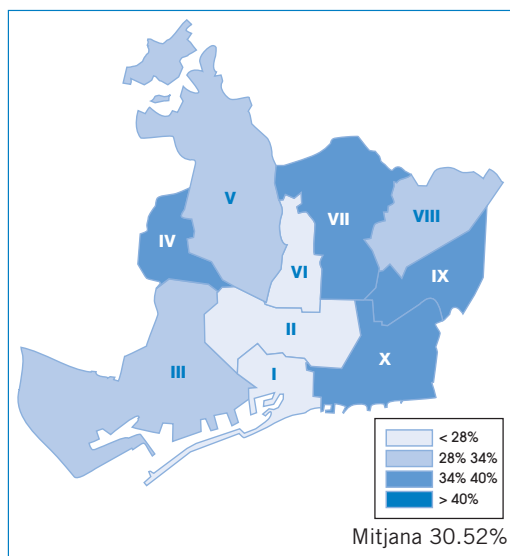 V
VII
VIII
IV
VI
IX
II
X
III
I
< 28%
28% 34%
34% 40%
> 40%
Mitjana 30.52%